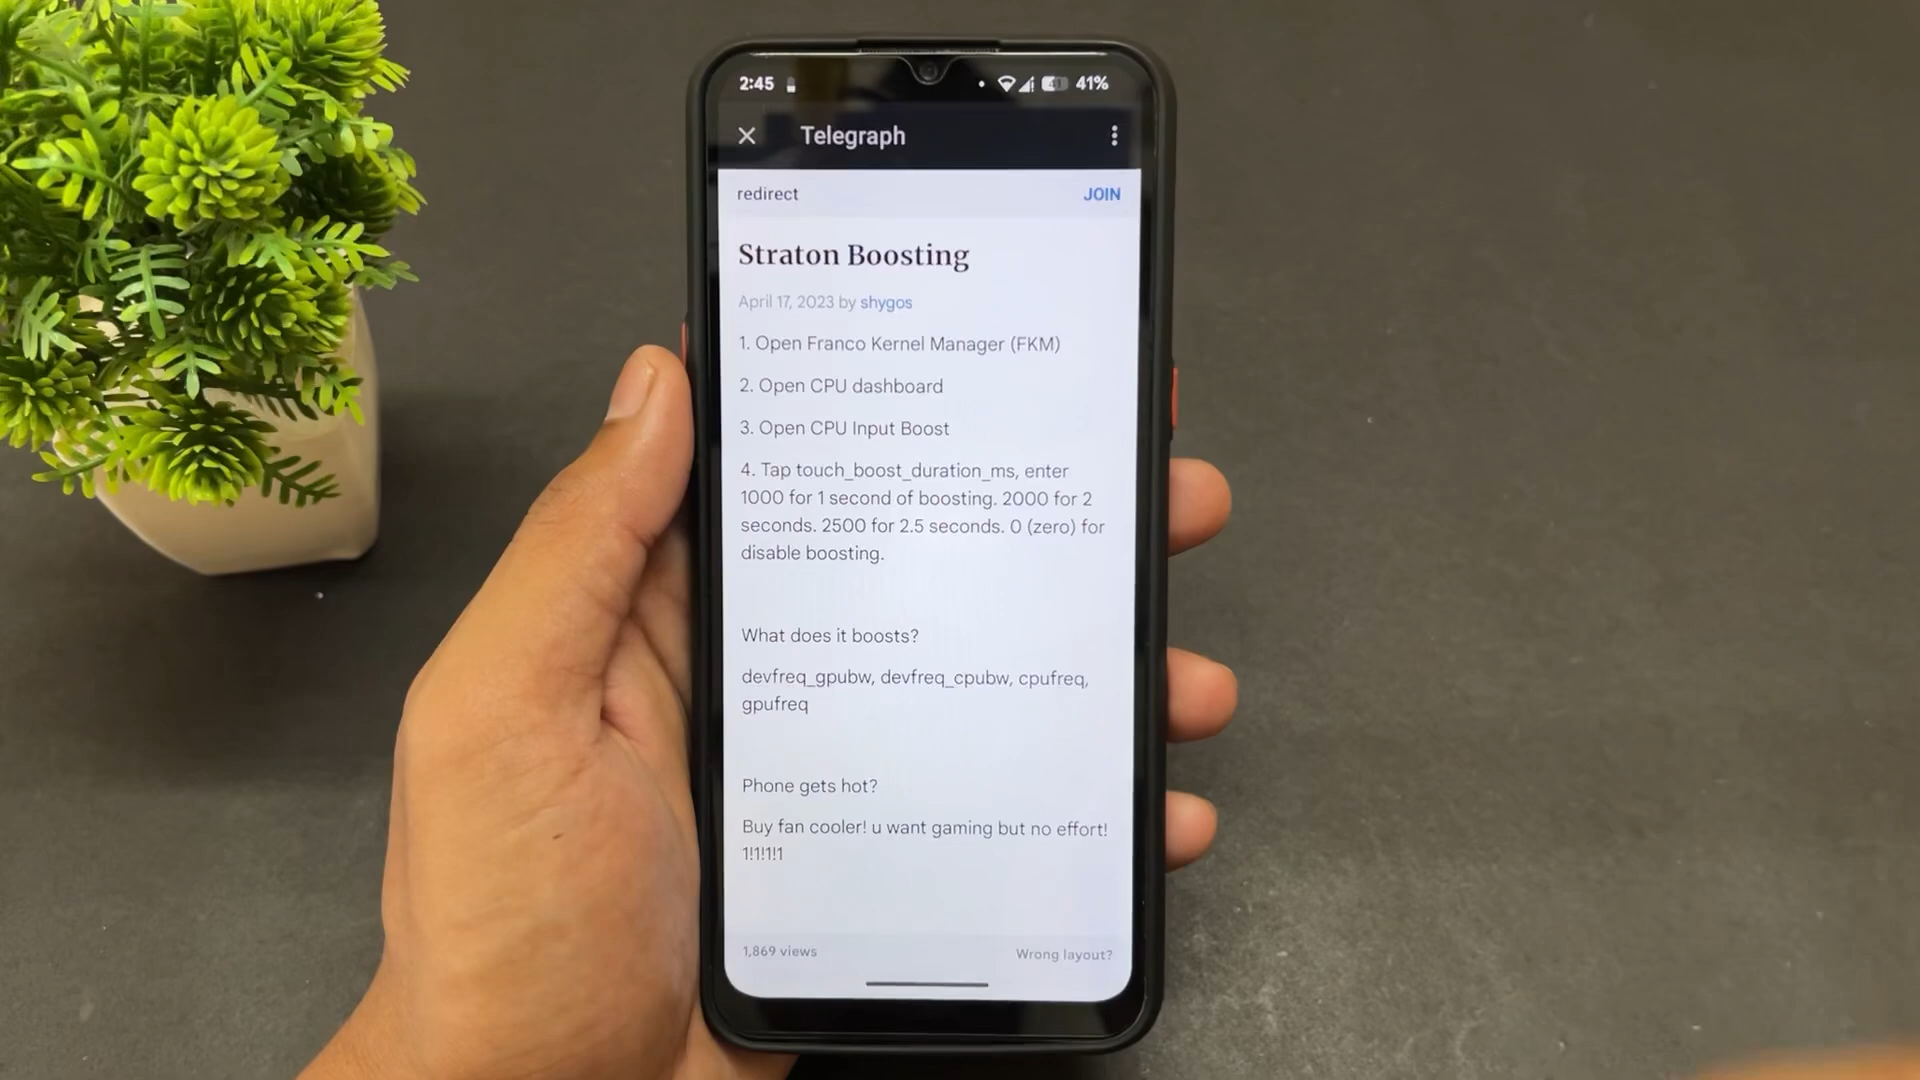 2:45
41%
Telegraph
redirect
JOIN
Straton Boosting
April 17, 2023 by shygos
1. Open Franco Kernel Manager (FKM)
2. Open CPU dashboard
3. Open CPU Input Boost
4. Tap touch_boost_duration_ms, enter
1000 for 1 second of boosting. 2000 for 2
seconds. 2500 for 2.5 seconds. 0 (zero) for
disable boosting.
What does it boosts?
devfreq_gpubw, devfreq_cpubw, cpufreq,
gpufreq
Phone gets hot?
Buy fan cooler! u want gaming but no effort!
1!1!1!1
1,869 views
Wrong layout?